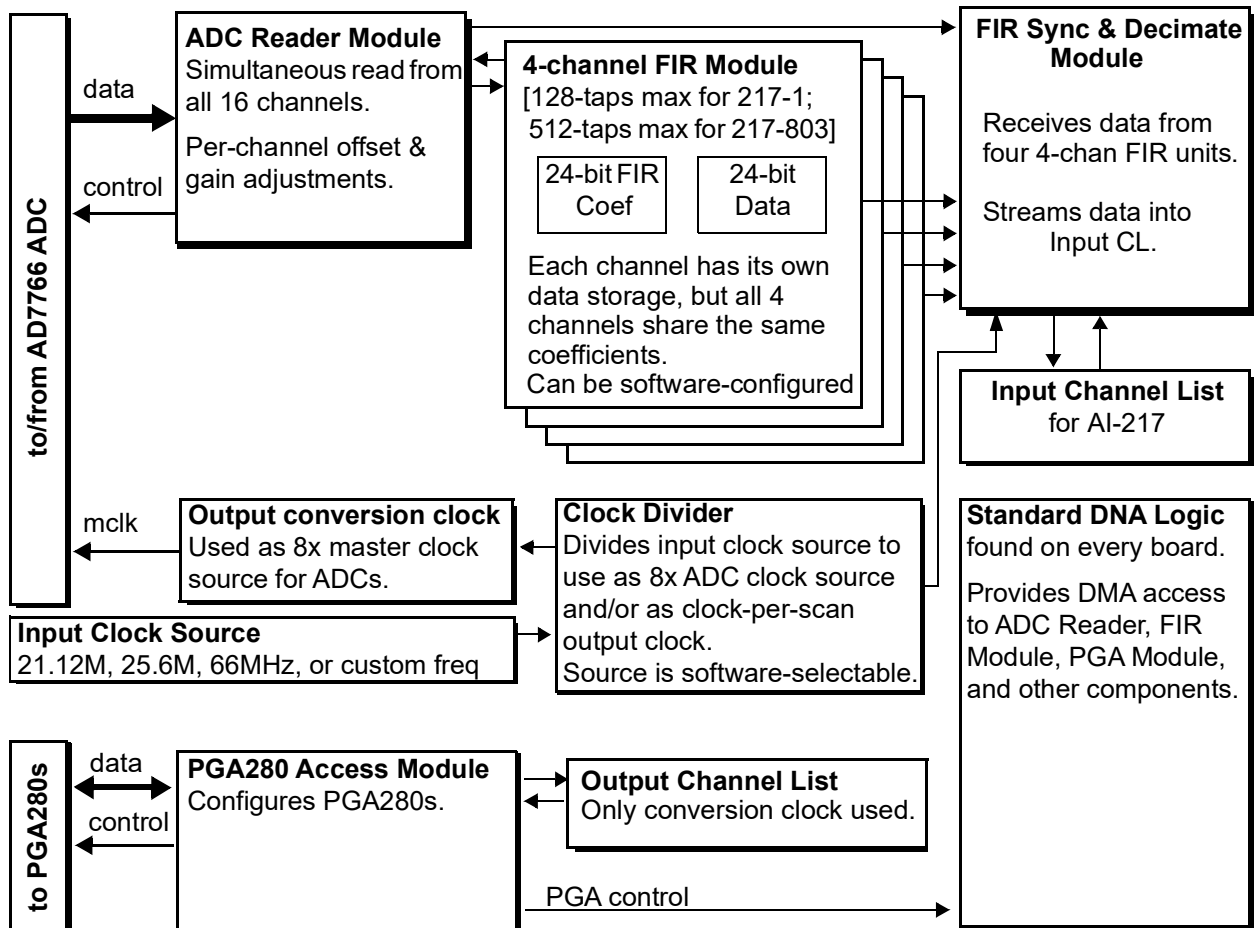 to/from AD7766 ADC
data
control
mclk
ADC Reader Module
Simultaneous read from
all 16 channels.
Per-channel offset &
gain adjustments.
4-channel FIR Module
[128-taps max for 217-1;
512-taps max for 217-803]
24-bit FIR
Coef
24-bit
Data
Each channel has its own
data storage, but all 4
channels share the same
coefficients.
Can be software-configured
FIR Sync & Decimate
Module
Receives data from
four 4-chan FIR units.
Streams data into
Input CL.
Input Channel List
for AI-217
Output conversion clock
Used as 8x master clock
source for ADCs.
Input Clock Source
21.12M, 25.6M, 66MHz, or custom freq
Clock Divider
Divides input clock source to
use as 8x ADC clock source
and/or as clock-per-scan
output clock.
Source is software-selectable.
Standard DNA Logic
found on every board.
Provides DMA access
to ADC Reader, FIR
Module, PGA Module,
and other components.
to PGA280s
data
control
PGA280 Access Module
Configures PGA280s.
Output Channel List
Only conversion clock used.
PGA control